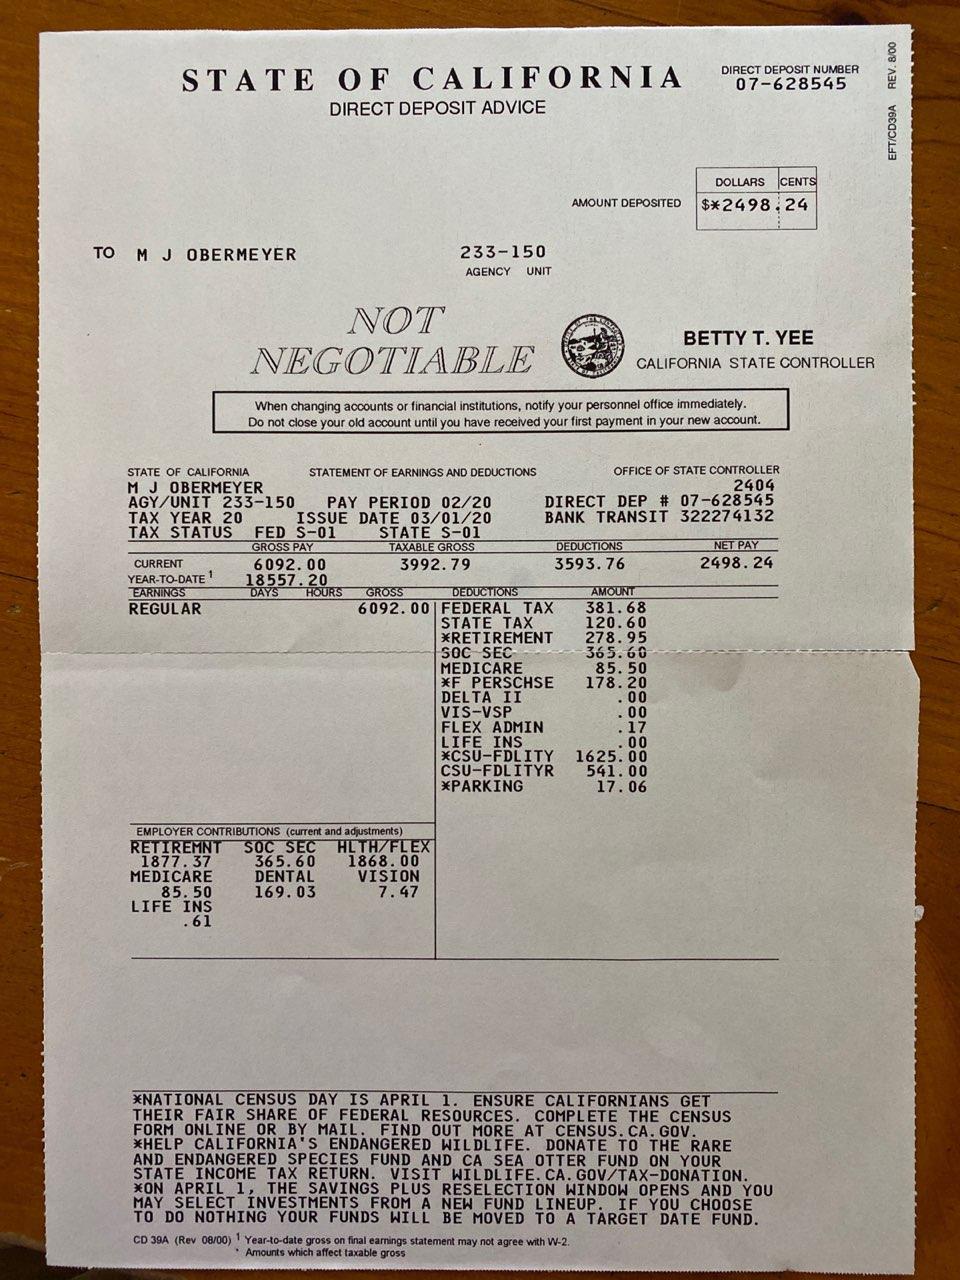 STATE OF CALIFORNIA
DIRECT DEPOSIT ADVICE
DIRECT DEPOSIT NUMBER
07-628545
EFT/CD39A REV. 8/00
DOLLARS CENTS
AMOUNT DEPOSITED $*2498.24
TO M J OBERMEYER 233-150
AGENCY UNIT
NOT
NEGOTIABLE
BETTY T. YEE
CALIFORNIA STATE CONTROLLER
When changing accounts or financial institutions, notify your personnel office immediately.
Do not close your old account until you have received your first payment in your new account.
STATE OF CALIFORNIA STATEMENT OF EARNINGS AND DEDUCTIONS OFFICE OF STATE CONTROLLER
M J OBERMEYER 2404
AGY/UNIT 233-150 PAY PERIOD 02/20 DIRECT DEP # 07-628545
TAX YEAR 20 ISSUE DATE 03/01/20 BANK TRANSIT 322274132
TAX STATUS FED S-01 STATE S-01
GROSS PAY TAXABLE GROSS DEDUCTIONS NET PAY
CURRENT 6092.00 3992.79 3593.76 2498.24
YEAR-TO-DATE 1 18557.20
EARNINGS DAYS HOURS GROSS DEDUCTIONS AMOUNT
REGULAR 6092.00 FEDERAL TAX 381.68
STATE TAX 120.60
*RETIREMENT 278.95
SOC SEC 365.60
MEDICARE 85.50
*F PERSCHSE 178.20
DELTA II .00
VIS-VSP .00
FLEX ADMIN .17
LIFE INS .00
*CSU-FDLITY 1625.00
CSU-FDLITYR 541.00
*PARKING 17.06
EMPLOYER CONTRIBUTIONS (current and adjustments)
RETIREMNT SOC SEC HLTH/FLEX
1877.37 365.60 1868.00
MEDICARE DENTAL VISION
85.50 169.03 7.47
LIFE INS
.61
*NATIONAL CENSUS DAY IS APRIL 1. ENSURE CALIFORNIANS GET
THEIR FAIR SHARE OF FEDERAL RESOURCES. COMPLETE THE CENSUS
FORM ONLINE OR BY MAIL. FIND OUT MORE AT CENSUS.CA.GOV.
*HELP CALIFORNIA'S ENDANGERED WILDLIFE. DONATE TO THE RARE
AND ENDANGERED SPECIES FUND AND CA SEA OTTER FUND ON YOUR
STATE INCOME TAX RETURN. VISIT WILDLIFE.CA.GOV/TAX-DONATION.
*ON APRIL 1, THE SAVINGS PLUS RESELECTION WINDOW OPENS AND YOU
MAY SELECT INVESTMENTS FROM A NEW FUND LINEUP. IF YOU CHOOSE
TO DO NOTHING YOUR FUNDS WILL BE MOVED TO A TARGET DATE FUND.
CD 39A (Rev 08/00) 1 Year-to-date gross on final earnings statement may not agree with W-2.
* Amounts which affect taxable gross